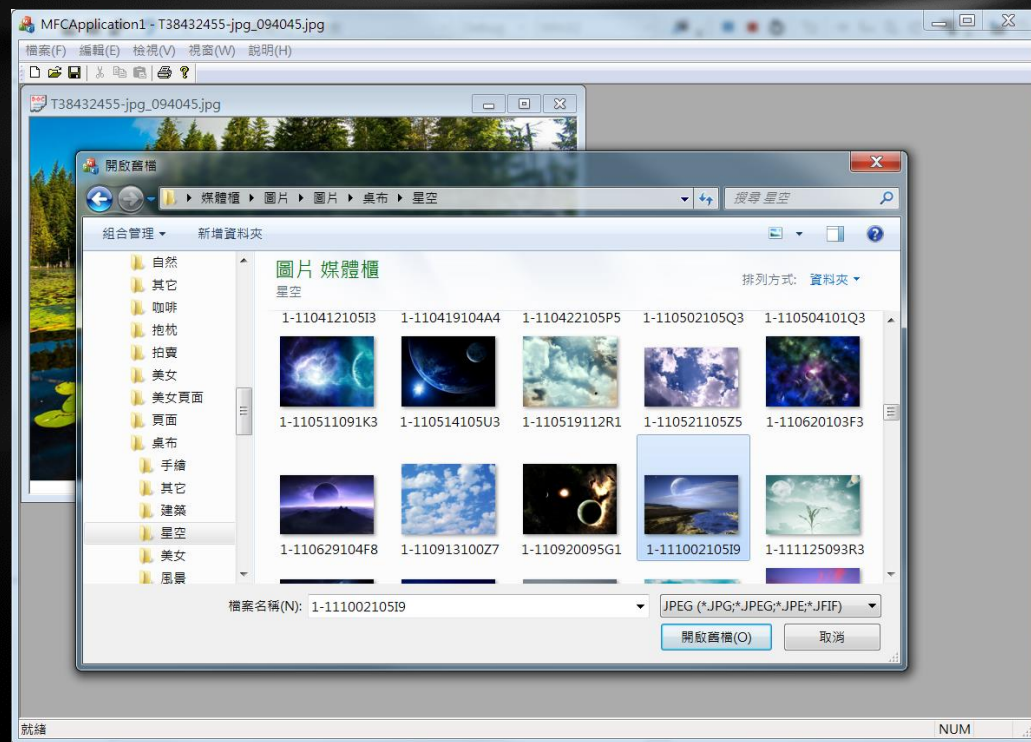 MFCApplication1 - T38432455-jpg_094045.jpg
檔案(F) 編輯(E) 檢視(V) 視窗(W) 說明(H)
T38432455-jpg_094045.jpg
開啟舊檔
媒體櫃 圖片 圖片 桌布 星空
搜尋 星空
組合管理 新增資料夾
自然
其它
咖啡
抱枕
拍賣
美女
美女頁面
頁面
桌布
手繪
其它
建築
星空
美女
風景
圖片 媒體櫃
星空
排列方式: 資料夾
1-110412105I3 1-110419104A4 1-110422105P5 1-110502105Q3 1-110504101Q3
1-110511091K3 1-110514105U3 1-110519112R1 1-110521105Z5 1-110620103F3
1-110629104F8 1-110913100Z7 1-110920095G1 1-111002105I9 1-111125093R3
檔案名稱(N): 1-111002105I9 JPEG (*.JPG;*.JPEG;*.JPE;*.JFIF)
開啟舊檔(O) 取消
就緒 NUM